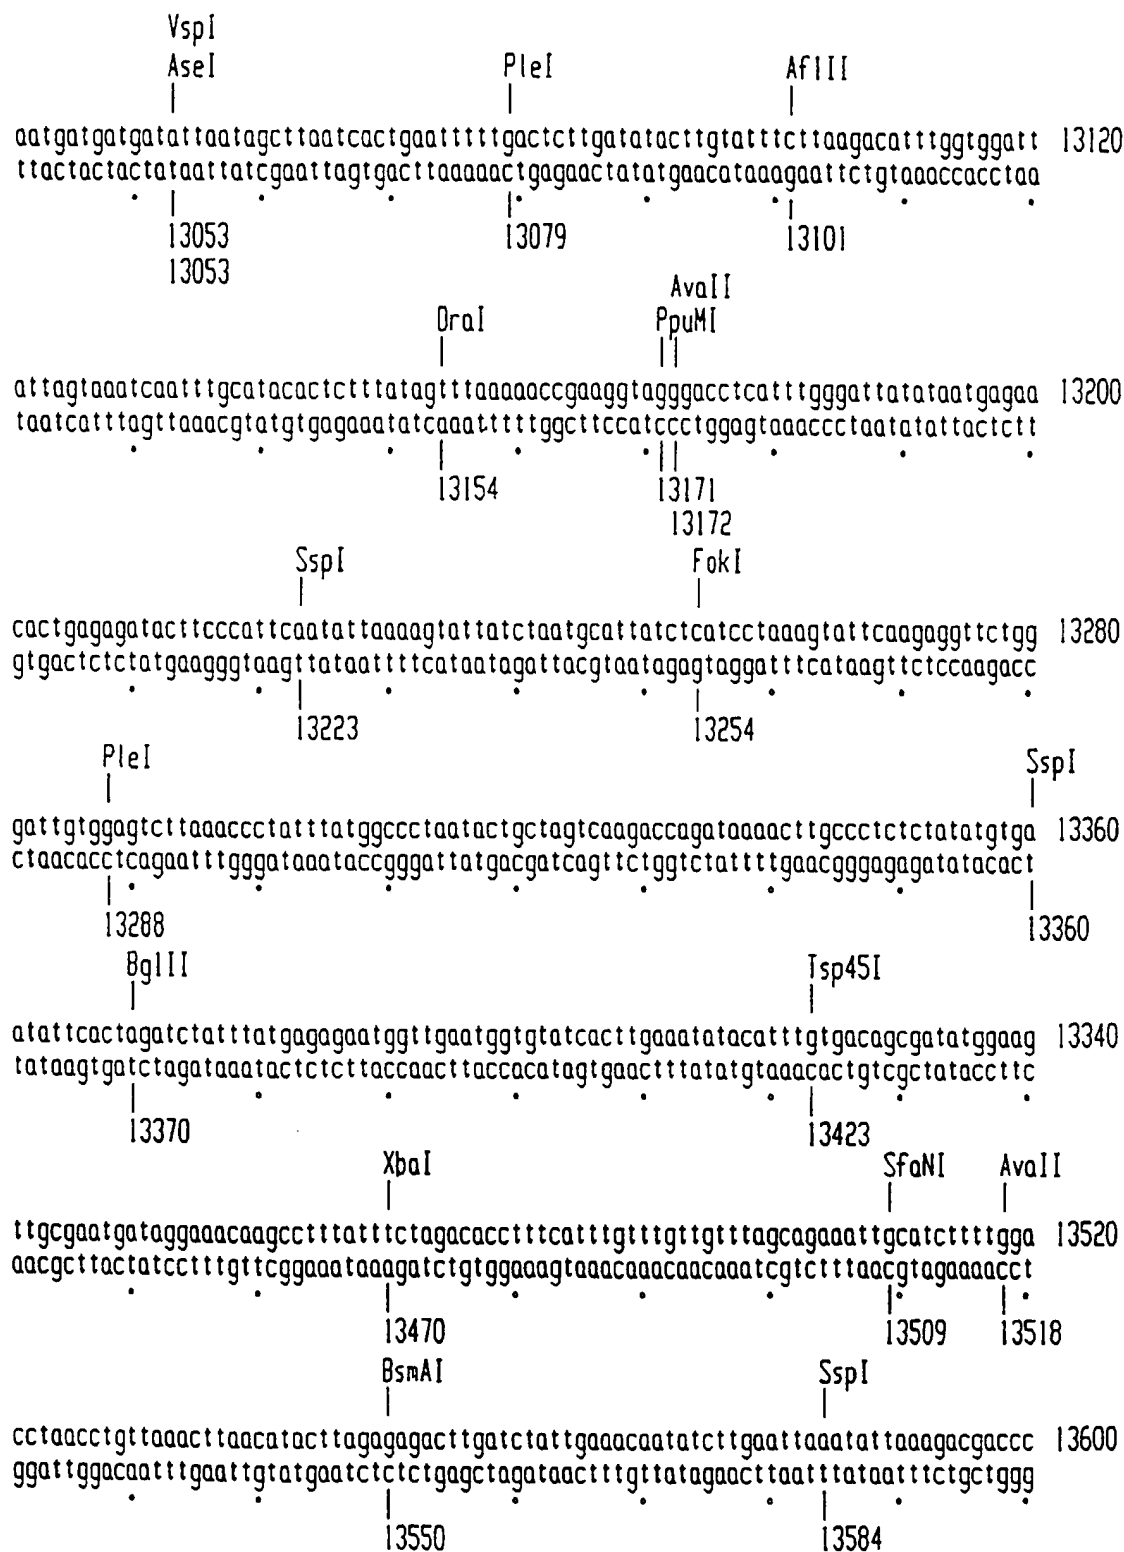 VspI
AseI PleI AflII
aatgatgatgatattaatagcttaatcactgaatttttgactcttgatatacttgtatttcttaagacatttggtggatt 13120
ttactactactataattatcgaattagtgacttaaaaactgagaactatatgaacataaagaattctgtaaaccacctaa
13053 13079 13101
13053
AvaII
DraI PpuMI
attagtaaatcaatttgcatacactctttatagtttaaaaaccgaaggtagggacctcatttgggattatataatgagaa 13200
taatcatttagttaaacgtatgtgagaaatatcaaatttttggcttccatccctggagtaaaccctaatatattactctt
13154 13171
13172
SspI FokI
cactgagagatacttcccattcaatattaaaagtattatctaatgcattatctcatcctaaagtattcaagaggttctgg 13280
gtgactctctatgaagggtaagttataattttcataatagattacgtaatagagtaggatttcataagttctccaagacc
13223 13254
PleI SspI
gattgtggagtcttaaaccctatttatggccctaatactgctagtcaagaccagataaaacttgccctctctatatgtga 13360
ctaacacctcagaatttgggataaataccgggattatgacgatcagttctggtctattttgaacgggagagatatacact
13288 13360
BglII Tsp45I
atattcactagatctatttatgagagaatggttgaatggtgtatcacttgaaatatacatttgtgacagcgatatggaag 13340
tataagtgatctagataaatactctcttaccaacttaccacatagtgaactttatatgtaaacactgtcgctataccttc
13370 13423
XbaI SfaNI AvaII
ttgcgaatgataggaaacaagcctttatttctagacacctttcatttgtttgttgtttagcagaaattgcatcttttgga 13520
aacgcttactatcctttgttcggaaataaagatctgtggaaagtaaacaaacaacaaatcgtctttaacgtagaaaacct
13470 13509 13518
BsmAI SspI
cctaacctgttaaacttaacatacttagagagacttgatctattgaaacaatatcttgaattaaatattaaagacgaccc 13600
ggattggacaatttgaattgtatgaatctctctgagctagataactttgttatagaacttaatttataatttctgctggg
13550 13584